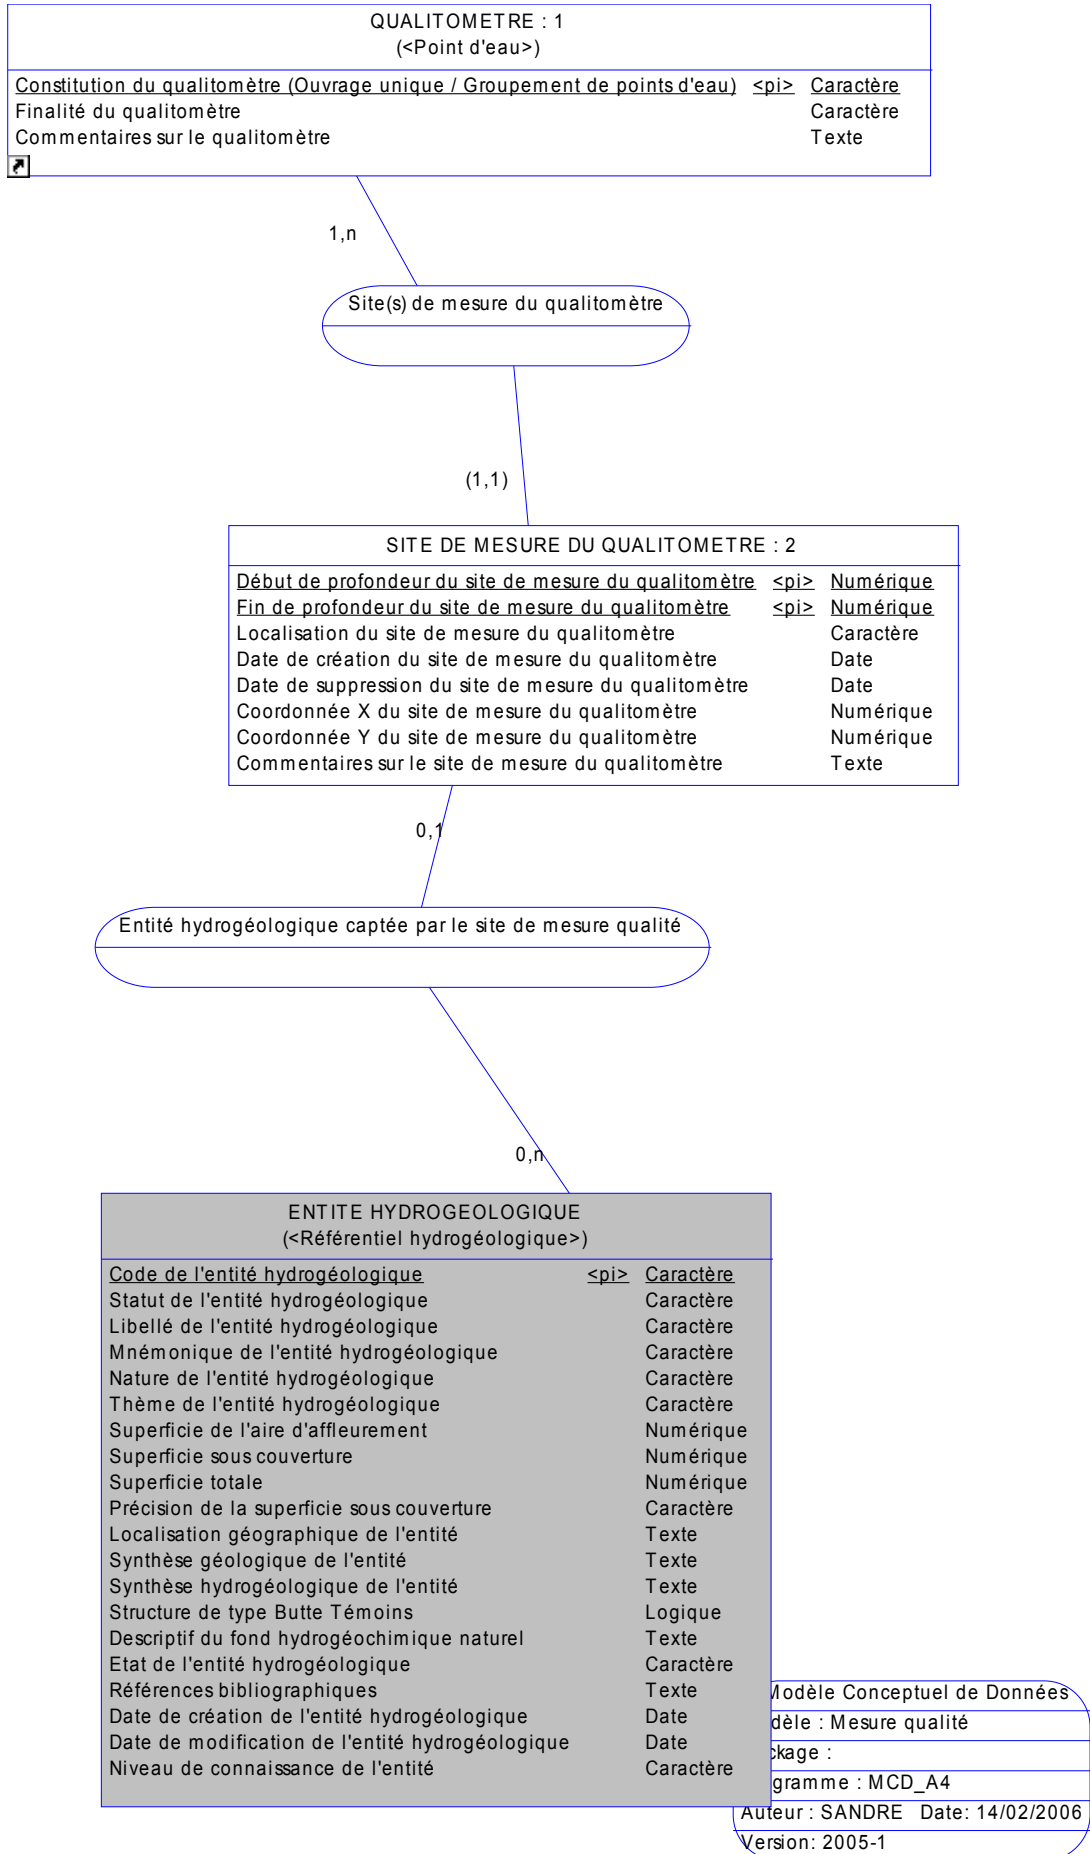 QUALITOMETRE : 1
(<Point d'eau>)
Constitution du qualitomètre (Ouvrage unique / Groupement de points d'eau) <pi> Caractère
Finalité du qualitomètre Caractère
Commentaires sur le qualitomètre Texte
1,n
Site(s) de mesure du qualitomètre
(1,1)
SITE DE MESURE DU QUALITOMETRE : 2
Début de profondeur du site de mesure du qualitomètre <pi> Numérique
Fin de profondeur du site de mesure du qualitomètre <pi> Numérique
Localisation du site de mesure du qualitomètre Caractère
Date de création du site de mesure du qualitomètre Date
Date de suppression du site de mesure du qualitomètre Date
Coordonnée X du site de mesure du qualitomètre Numérique
Coordonnée Y du site de mesure du qualitomètre Numérique
Commentaires sur le site de mesure du qualitomètre Texte
0,1
Entité hydrogéologique captée par le site de mesure qualité
0,n
ENTITE HYDROGEOLOGIQUE
(<Référentiel hydrogéologique>)
Code de l'entité hydrogéologique <pi> Caractère
Statut de l'entité hydrogéologique Caractère
Libellé de l'entité hydrogéologique Caractère
Mnémonique de l'entité hydrogéologique Caractère
Nature de l'entité hydrogéologique Caractère
Thème de l'entité hydrogéologique Caractère
Superficie de l'aire d'affleurement Numérique
Superficie sous couverture Numérique
Superficie totale Numérique
Précision de la superficie sous couverture Caractère
Localisation géographique de l'entité Texte
Synthèse géologique de l'entité Texte
Synthèse hydrogéologique de l'entité Texte
Structure de type Butte Témoins Logique
Descriptif du fond hydrogéochimique naturel Texte
Etat de l'entité hydrogéologique Caractère
Références bibliographiques Texte
Date de création de l'entité hydrogéologique Date
Date de modification de l'entité hydrogéologique Date
Niveau de connaissance de l'entité Caractère
Modèle Conceptuel de Données
dèle : Mesure qualité
ckage :
gramme : MCD_A4
Auteur : SANDRE Date: 14/02/2006
Version: 2005-1